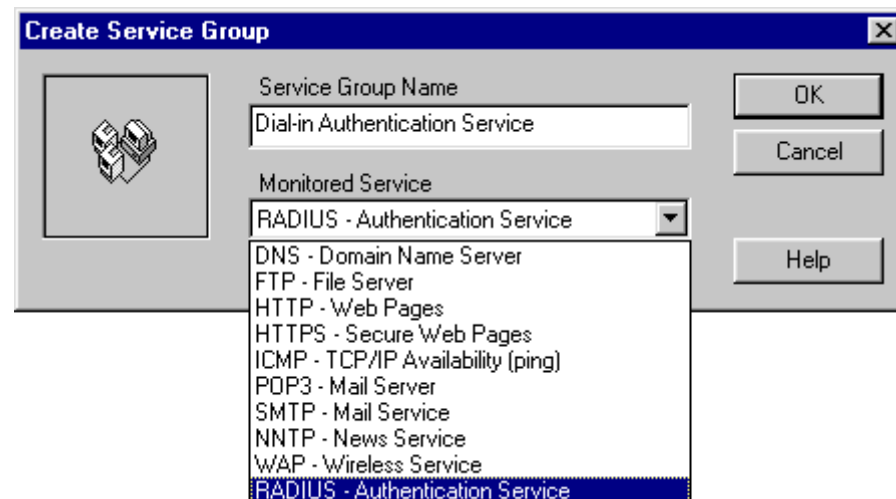 Create Service Group
Service Group Name
Dial-in Authentication Service
Monitored Service
RADIUS - Authentication Service
DNS - Domain Name Server
FTP - File Server
HTTP - Web Pages
HTTPS - Secure Web Pages
ICMP - TCP/IP Availability (ping)
POP3 - Mail Server
SMTP - Mail Service
NNTP - News Service
WAP - Wireless Service
RADIUS - Authentication Service
OK
Cancel
Help